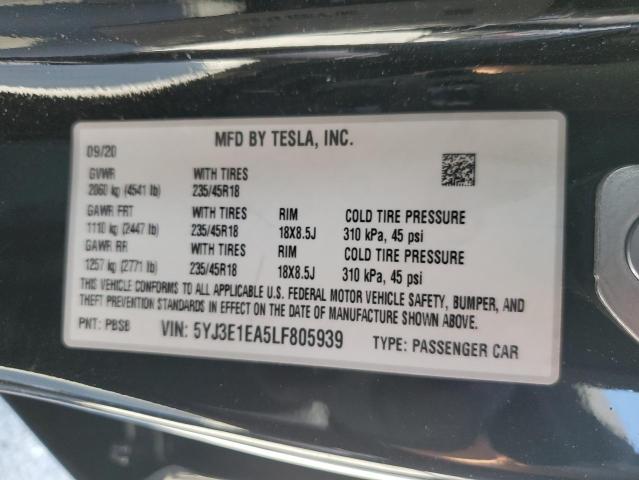 MFD BY TESLA, INC.
09/20
GVWR WITH TIRES
2060 kg (4541 lb) 235/45R18
GAWR FRT WITH TIRES RIM COLD TIRE PRESSURE
1110 kg (2447 lb) 235/45R18 18X8.5J 310 kPa, 45 psi
GAWR RR WITH TIRES RIM COLD TIRE PRESSURE
1257 kg (2771 lb) 235/45R18 18X8.5J 310 kPa, 45 psi
THIS VEHICLE CONFORMS TO ALL APPLICABLE U.S. FEDERAL MOTOR VEHICLE SAFETY, BUMPER, AND
THEFT PREVENTION STANDARDS IN EFFECT ON THE DATE OF MANUFACTURE SHOWN ABOVE.
PNT: PBSB VIN: 5YJ3E1EA5LF805939 TYPE: PASSENGER CAR